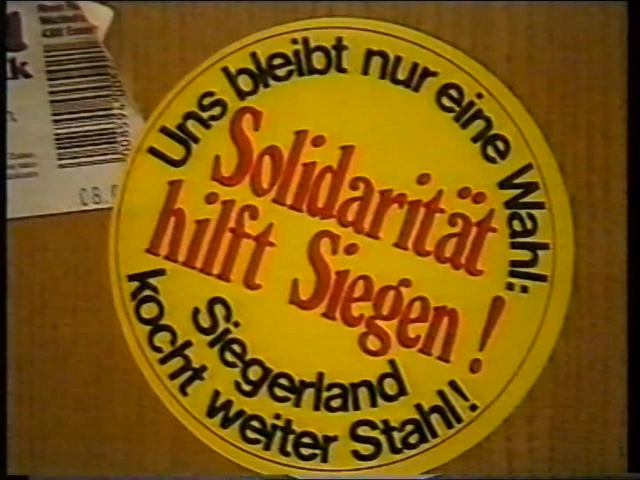 Uns bleibt nur eine Wahl:
Solidarität
hilft Siegen!
Siegerland
kocht weiter Stahl!